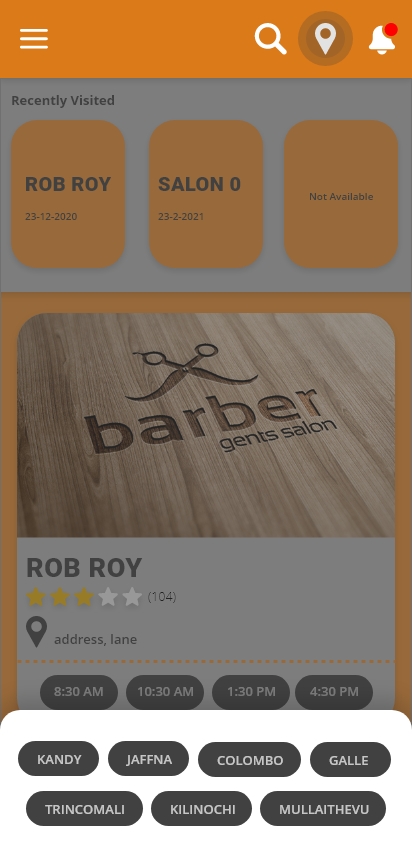 Recently Visited
ROB ROY
SALON 0
Not Available
23-12-2020
23-2-2021
barber
gents salon
ROB ROY
(104)
address, lane
8:30 AM 10:30 AM 1:30 PM 4:30 PM
KANDY JAFFNA COLOMBO GALLE
TRINCOMALI KILINOCHI MULLAITHEVU